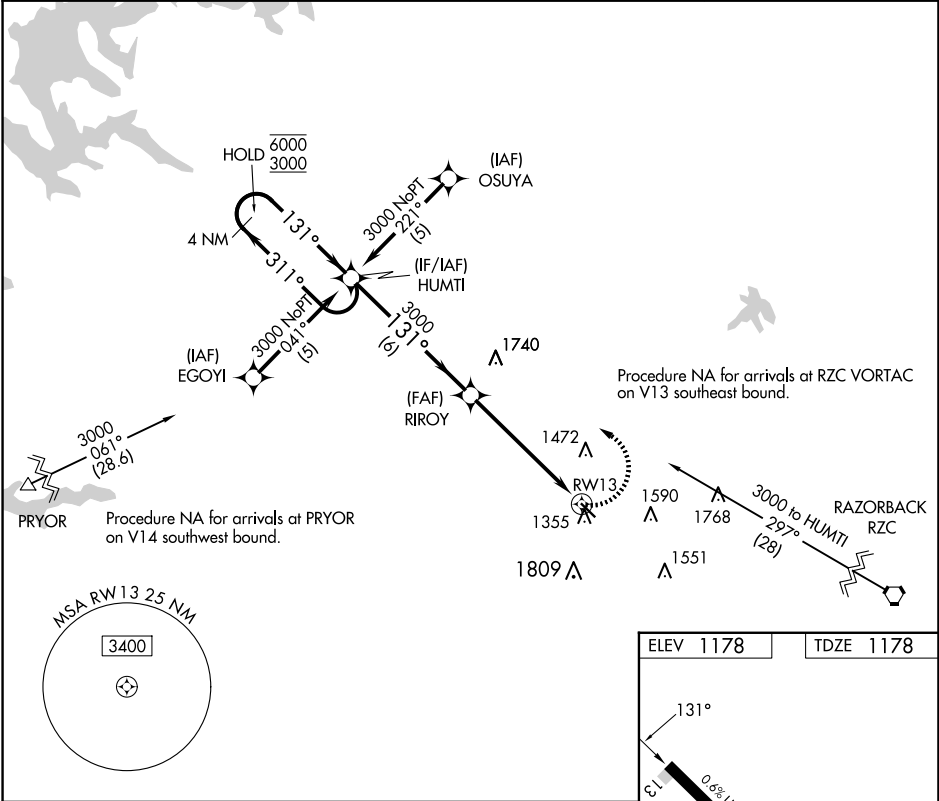 HOLD 6000
3000
(IAF)
OSUYA
131°
3000 NoPT
221°
(5)
4 NM
311°
(IF/IAF)
HUMTI
3000 NoPT
041°
(5)
3000
131°
(6)
(IAF)
EGOYI
1740
(FAF)
RIROY
Procedure NA for arrivals at RZC VORTAC
on V13 southeast bound.
3000
061°
(28.6)
PRYOR
Procedure NA for arrivals at PRYOR
on V14 southwest bound.
1472
RW13
1355
1590
1768
3000 to HUMTI
297°
(28)
RAZORBACK
RZC
1809
1551
MSA RW13 25 NM
3400
ELEV 1178
TDZE 1178
131°
13
0.6%